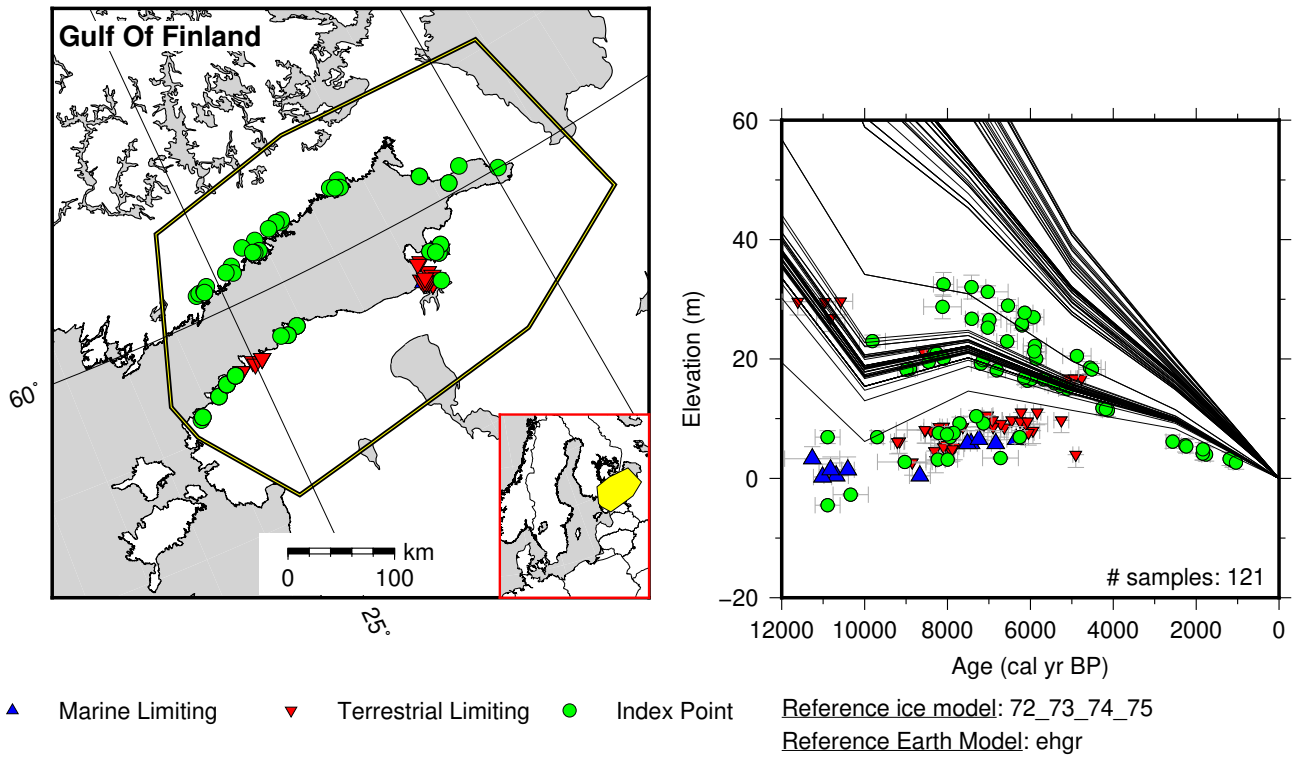 Gulf Of Finland
60°
25°
km
0 100
60
40
20
0
−20
Elevation (m)
# samples: 121
12000 10000 8000 6000 4000 2000 0
Age (cal yr BP)
Marine Limiting Terrestrial Limiting Index Point
Reference ice model: 72_73_74_75
Reference Earth Model: ehgr